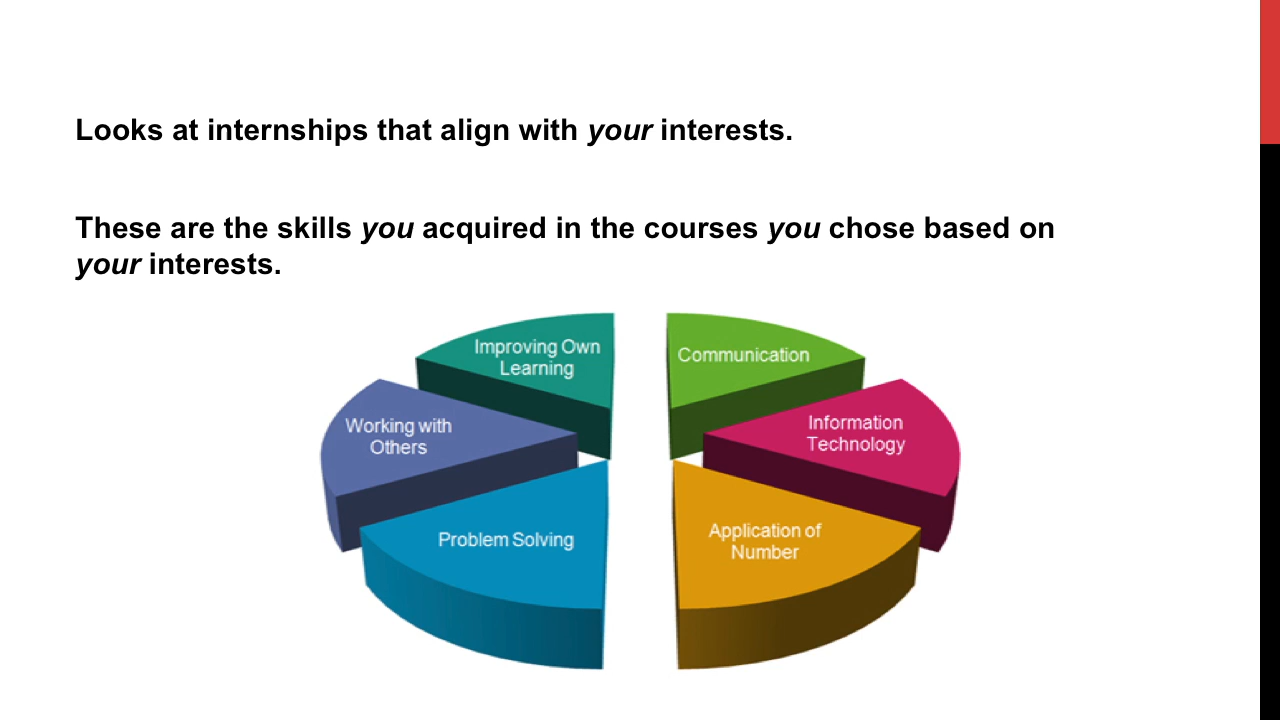 Looks at internships that align with your interests.
These are the skills you acquired in the courses you chose based on
your interests.
Improving Own
Learning
Communication
Working with
Others
Information
Technology
Problem Solving
Application of
Number